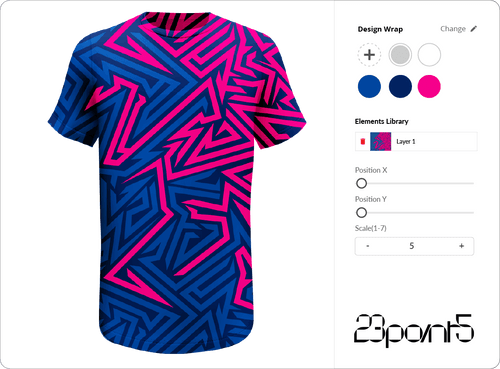 Design Wrap
Change
+
Elements Library
Layer 1
Position X
Position Y
Scale(1-7)
- 5 +
23point5